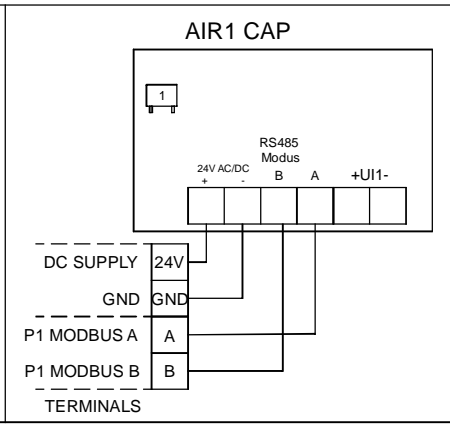 AIR1 CAP
1
RS485
Modus
24V AC/DC
+ - B A +UI1-
DC SUPPLY 24V
GND GND
P1 MODBUS A A
P1 MODBUS B B
TERMINALS